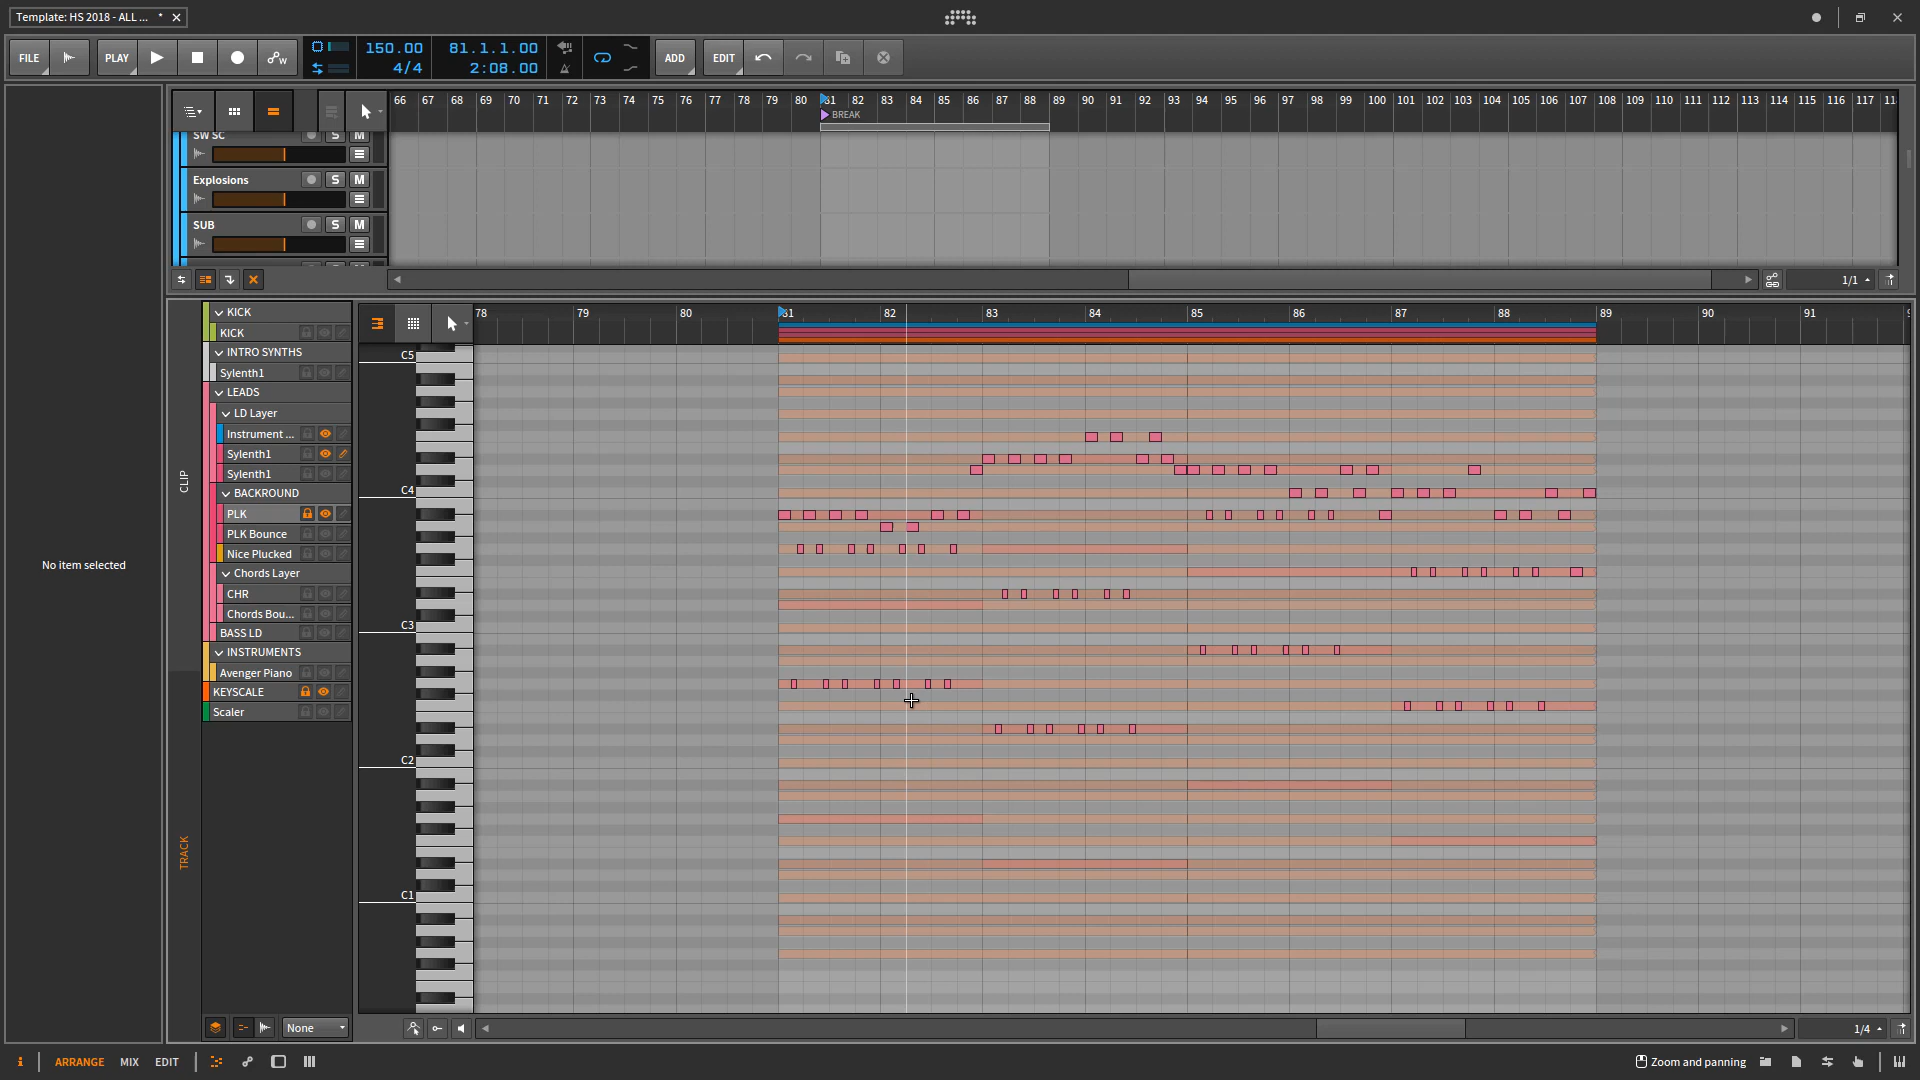 Template: HS 2018 - ALL ... *
FILE
PLAY
150.00
4/4
81.1.1.00
2:08.00
ADD
EDIT
66 67 68 69 70 71 72 73 74 75 76 77 78 79 80 81 82 83 84 85 86 87 88 89 90 91 92 93 94 95 96 97 98 99 100 101 102 103 104 105 106 107 108 109 110 111 112 113 114 115 116 117
BREAK
SW SC S M
Explosions S M
SUB S M
1/1
No item selected
CLIP
TRACK
KICK
KICK
INTRO SYNTHS
Sylenth1
LEADS
LD Layer
Instrument ...
Sylenth1
Sylenth1
BACKROUND
PLK
PLK Bounce
Nice Plucked
Chords Layer
CHR
Chords Bou...
BASS LD
INSTRUMENTS
Avenger Piano
KEYSCALE
Scaler
None
78 79 80 81 82 83 84 85 86 87 88 89 90 91
C5
C4
C3
C2
C1
1/4
i
ARRANGE
MIX
EDIT
Zoom and panning